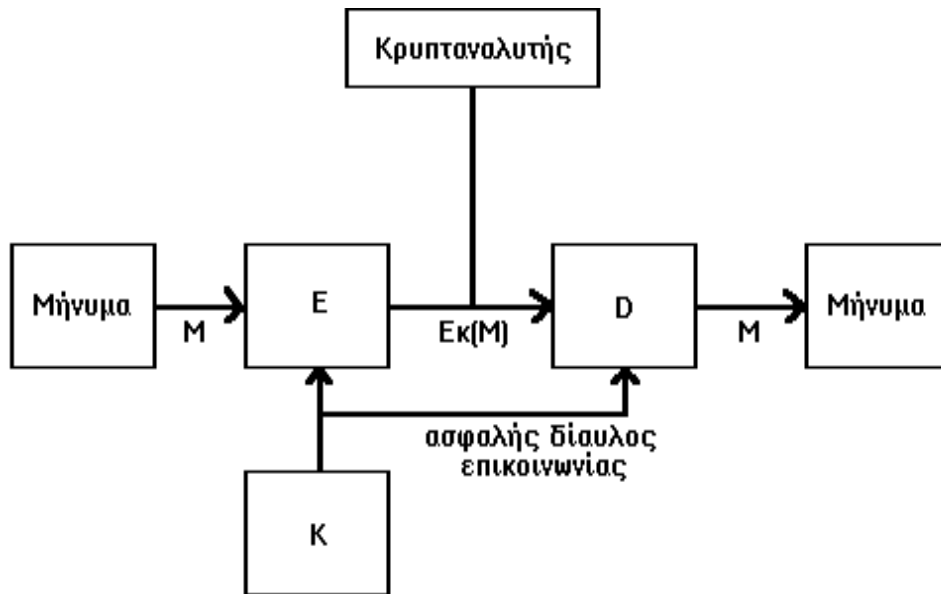 Κρυπταναλυτής
Μήνυμα
M
E
Eκ(M)
D
M
Μήνυμα
ασφαλής δίαυλος
επικοινωνίας
K